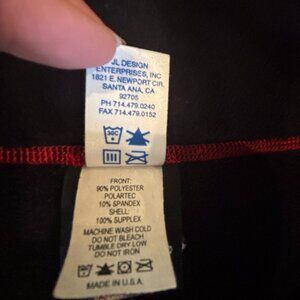 JL DESIGN
ENTERPRISES, INC
1821 E. NEWPORT CIR.
SANTA ANA, CA
92705
PH 714.479.0240
FAX 714.479.0152
30C
FRONT:
90% POLYESTER
POLARTEC
10% SPANDEX
SHELL:
100% SUPPLEX
MACHINE WASH COLD
DO NOT BLEACH
TUMBLE DRY LOW
DO NOT IRON
MADE IN U.S.A.